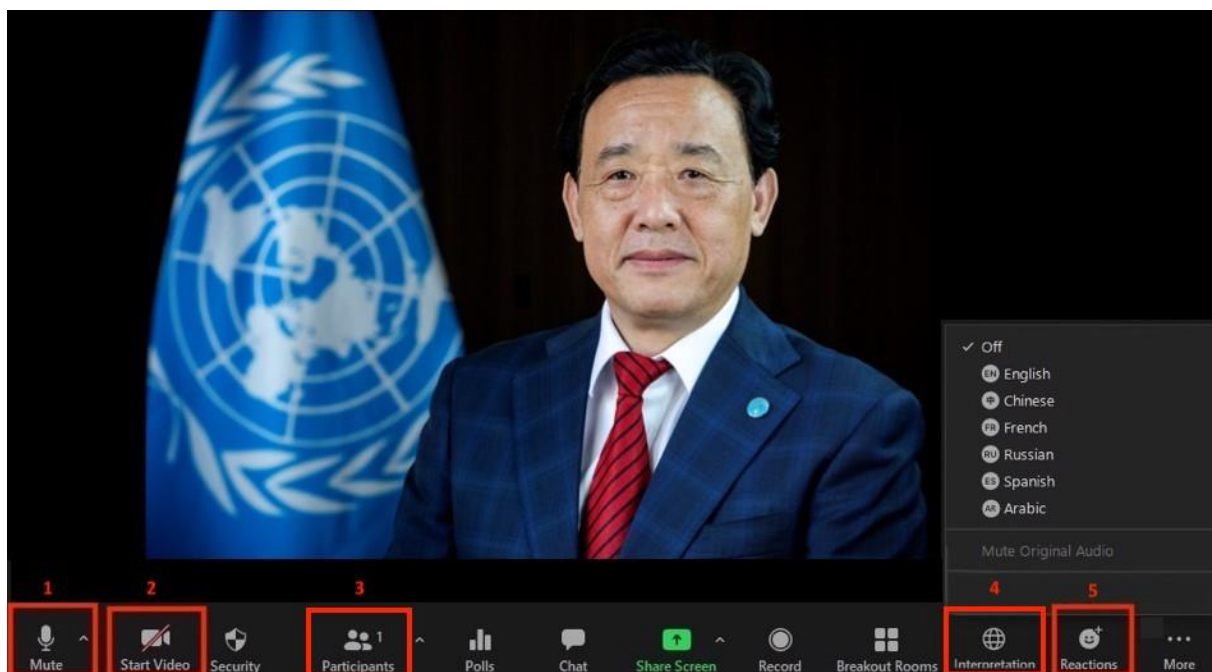 Off
EN English
中 Chinese
FR French
RU Russian
ES Spanish
AR Arabic
Mute Original Audio
1 2 3 4 5
1
Mute Start Video Security Participants Polls Chat Share Screen Record Breakout Rooms Interpretation Reactions More